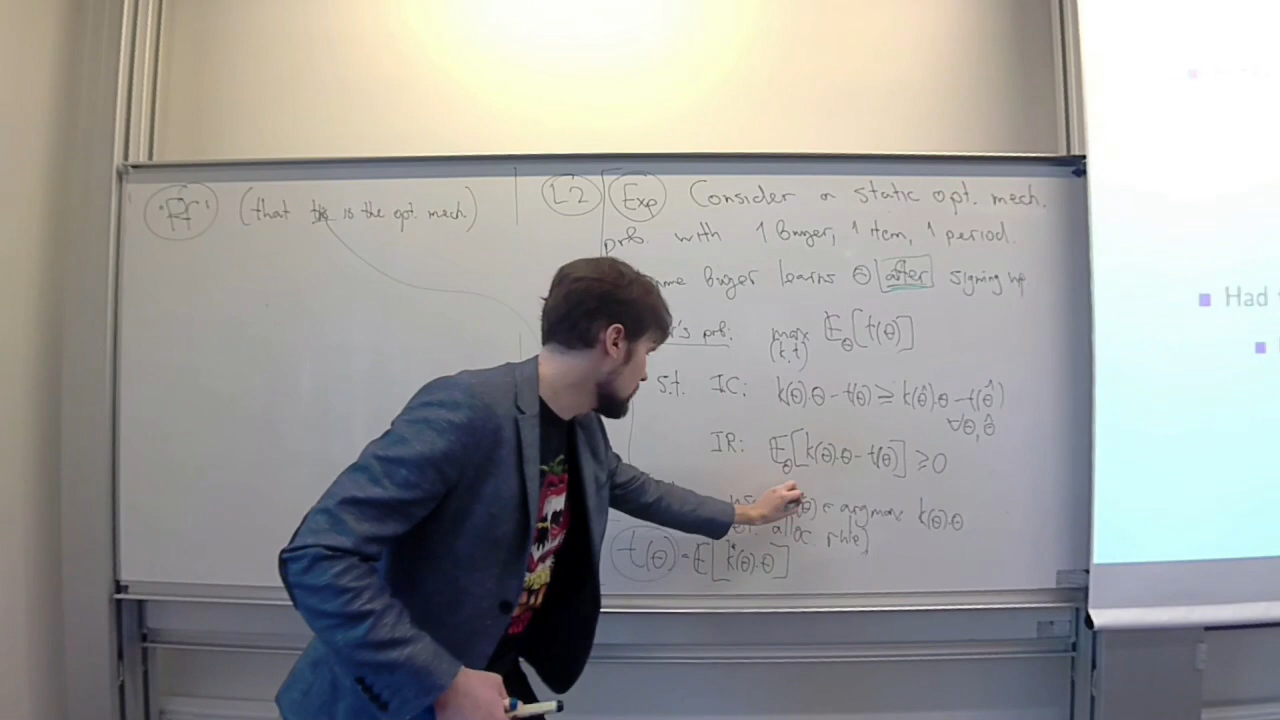 "Pf" (that this is the opt. mech.)
L2 Exp Consider a static opt. mech.
prb. with 1 buyer, 1 item, 1 period.
buyer learns θ after signing up
's prb: max (k,t) E_θ[t(θ)]
s.t. IC: k(θ)·θ - t(θ) ≥ k(θ̂)·θ - t(θ̂)
∀θ, θ̂
IR: E_θ[k(θ)·θ - t(θ)] ≥ 0
(θ) ∈ argmax k(θ)·θ
alloc rule)
t(θ) = E[k*(θ)·θ]
Had